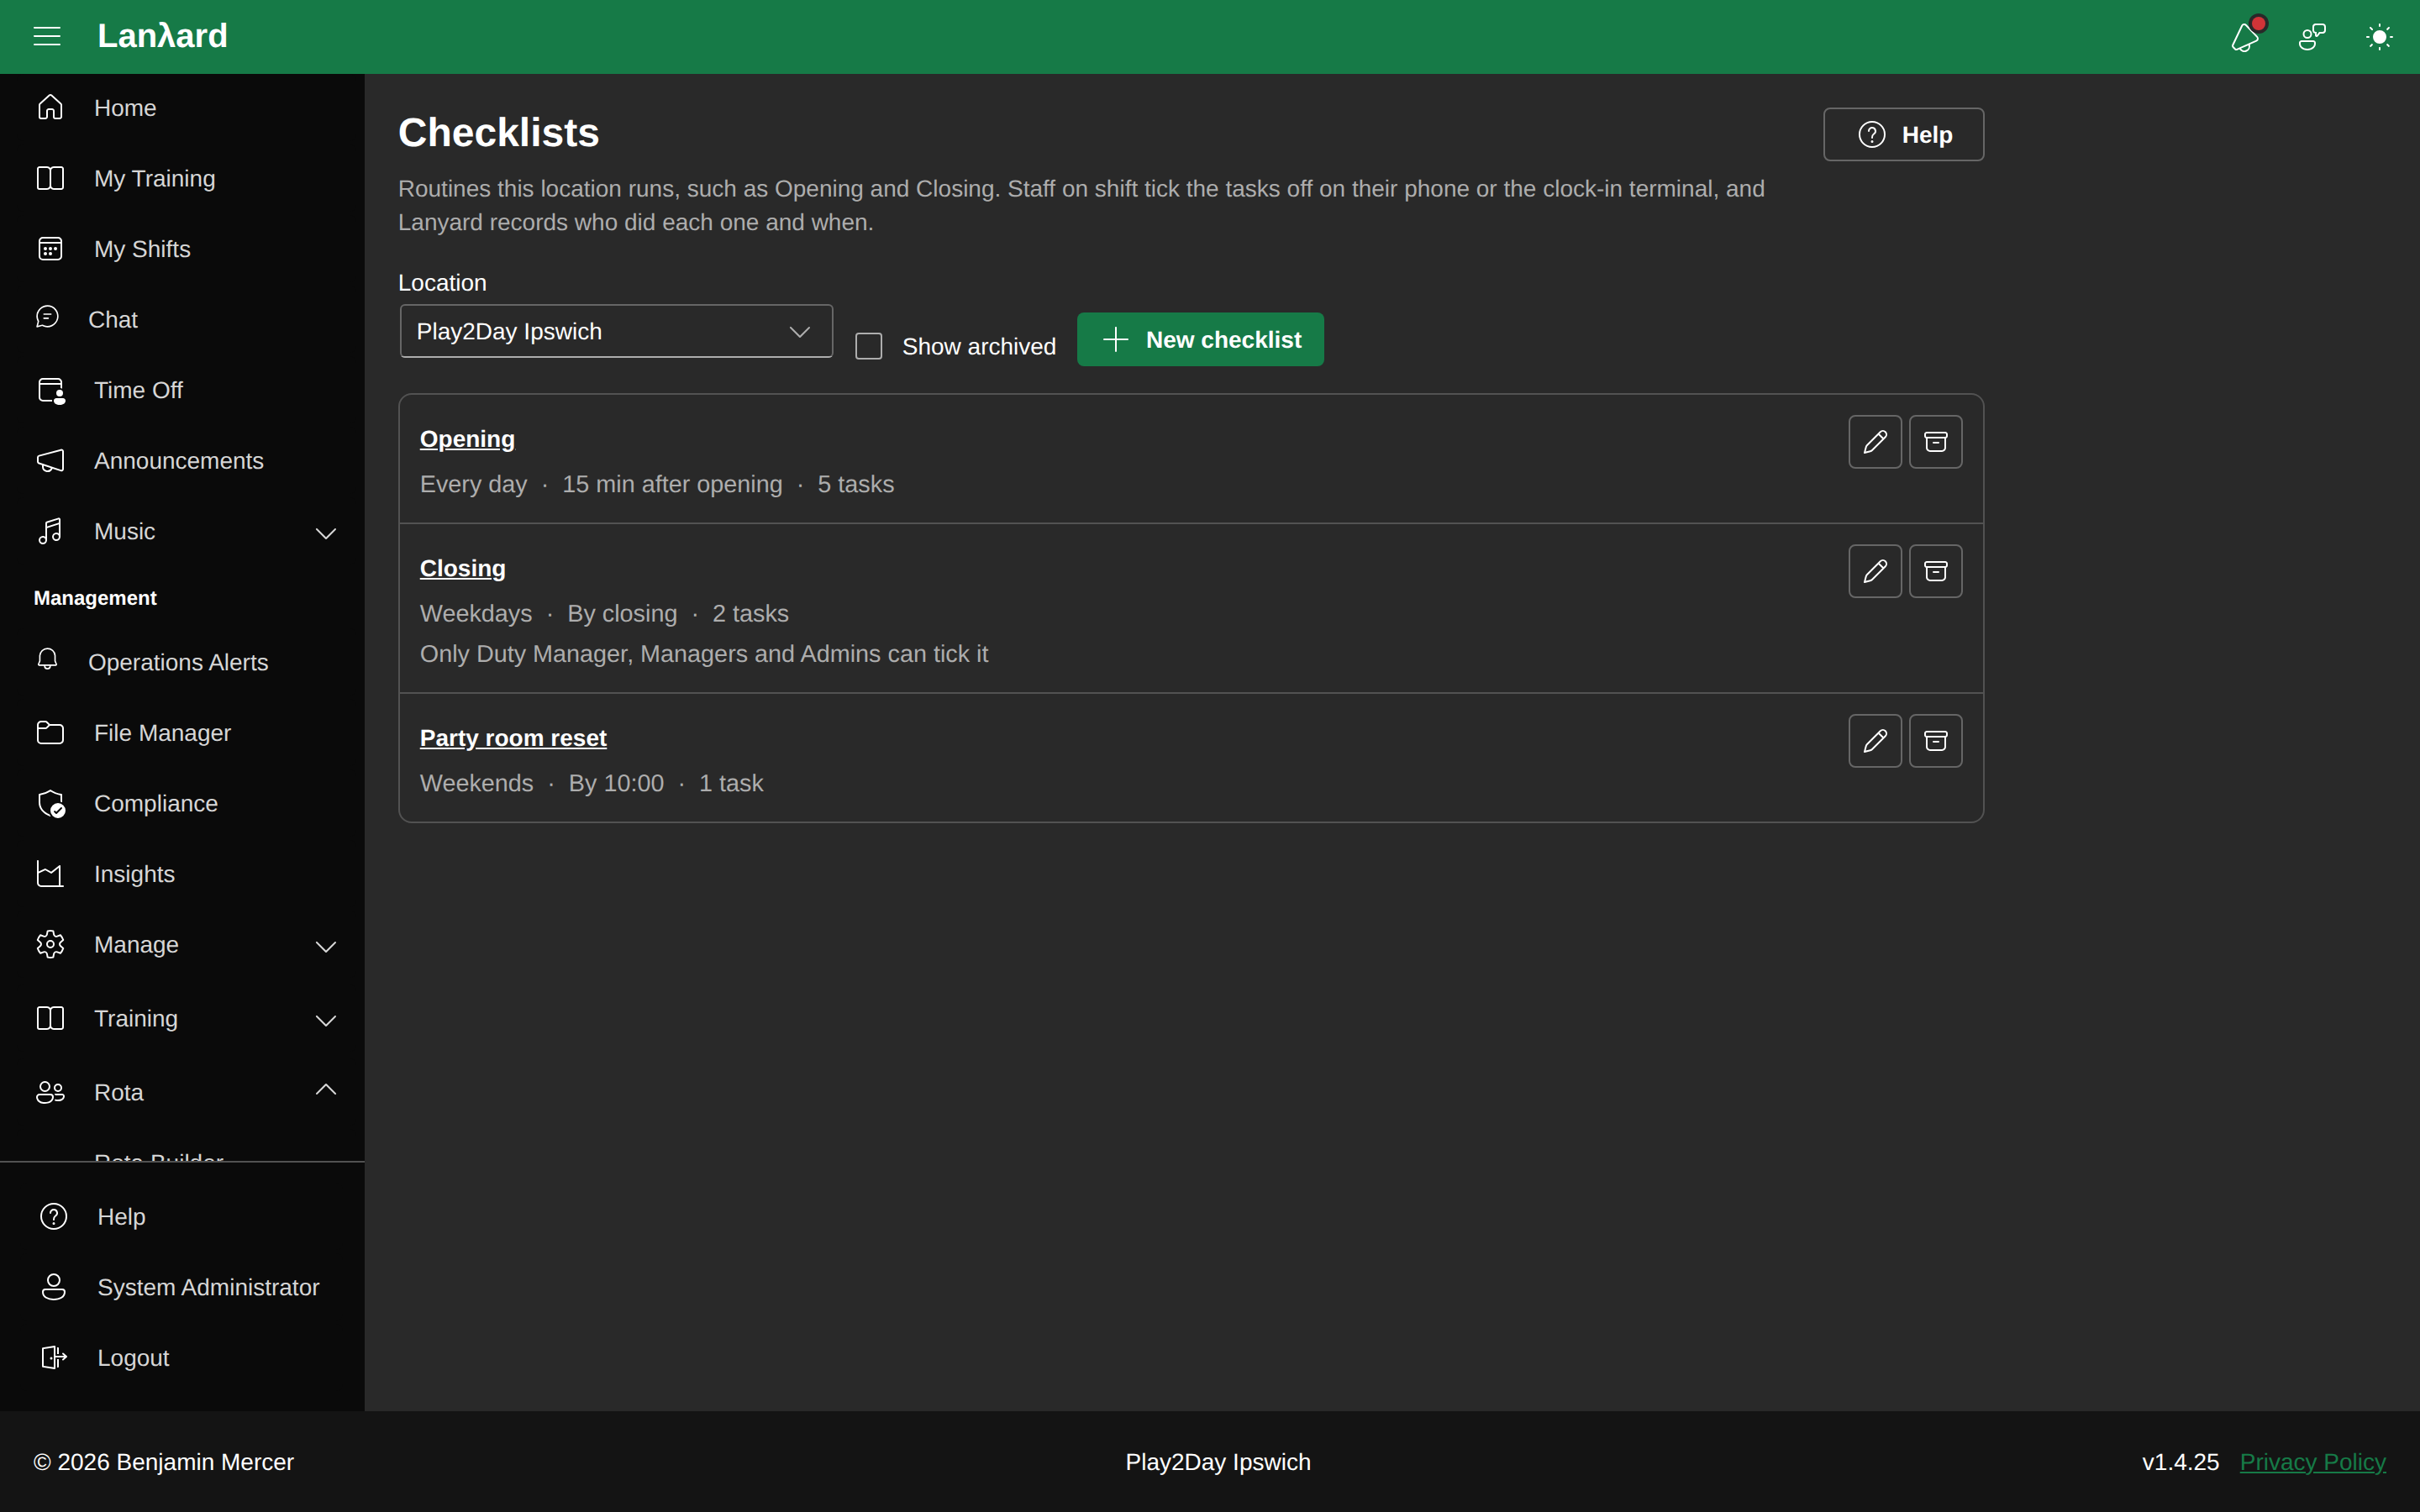 Lanλard
Home
My Training
My Shifts
Chat
Time Off
Announcements
Music
Management
Operations Alerts
File Manager
Compliance
Insights
Manage
Training
Rota
Rota Builder
Help
System Administrator
Logout
Checklists
Help
Routines this location runs, such as Opening and Closing. Staff on shift tick the tasks off on their phone or the clock-in terminal, and
Lanyard records who did each one and when.
Location
Play2Day Ipswich
Show archived
New checklist
Opening
Every day · 15 min after opening · 5 tasks
Closing
Weekdays · By closing · 2 tasks
Only Duty Manager, Managers and Admins can tick it
Party room reset
Weekends · By 10:00 · 1 task
© 2026 Benjamin Mercer
Play2Day Ipswich
v1.4.25 Privacy Policy